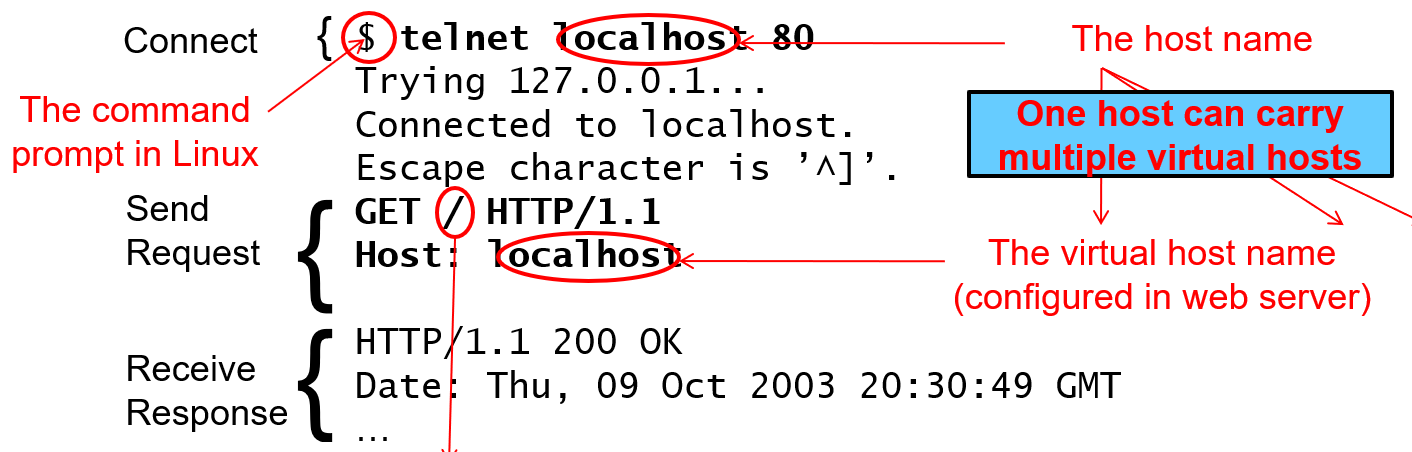 Connect { $ telnet localhost 80
The host name
Trying 127.0.0.1...
The command
prompt in Linux
Connected to localhost.
One host can carry
multiple virtual hosts
Escape character is ’^]’.
Send
Request
{
GET / HTTP/1.1
Host: localhost
The virtual host name
(configured in web server)
Receive
Response
{
HTTP/1.1 200 OK
Date: Thu, 09 Oct 2003 20:30:49 GMT
…